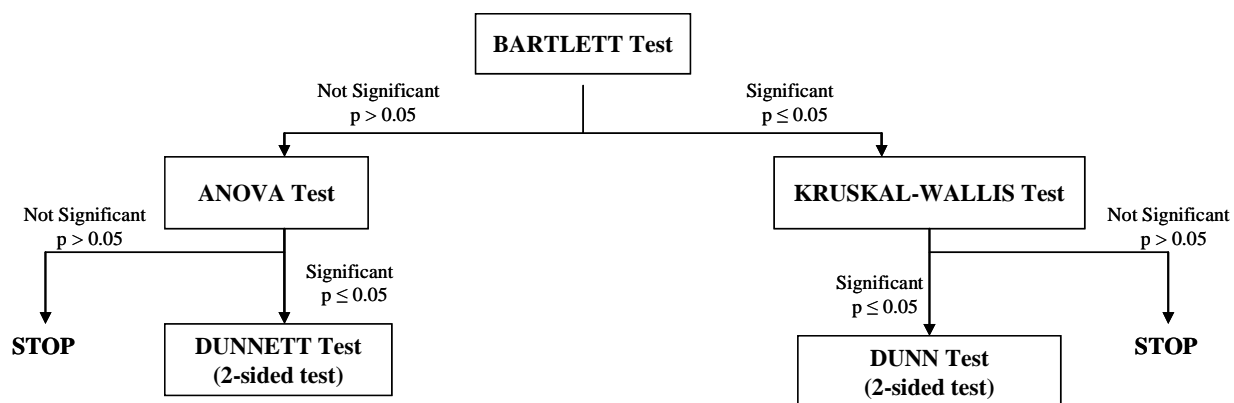 BARTLETT Test
Not Significant
p > 0.05
Significant
p ≤ 0.05
ANOVA Test
KRUSKAL-WALLIS Test
Not Significant
p > 0.05
Significant
p ≤ 0.05
Significant
p ≤ 0.05
Not Significant
p > 0.05
STOP
DUNNETT Test
(2-sided test)
DUNN Test
(2-sided test)
STOP